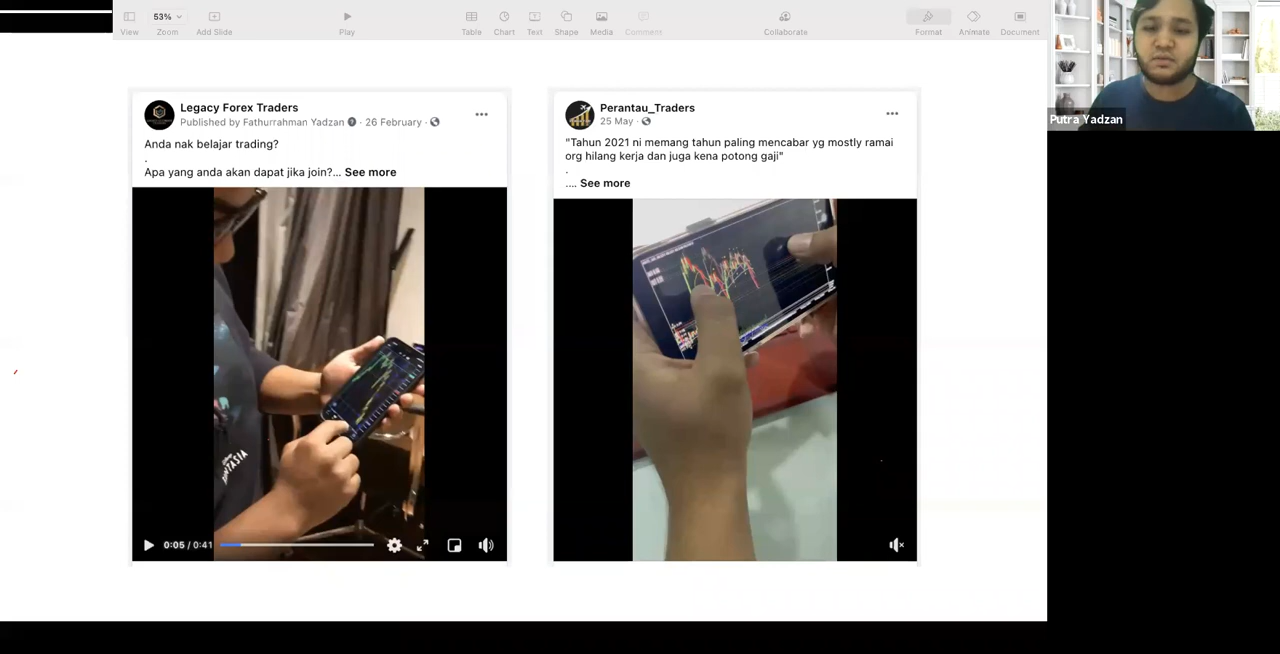 53%
View
Zoom
Add Slide
Play
Table
Chart
Text
Shape
Media
Comment
Collaborate
Format
Animate
Document
Putra Yadzan
Legacy Forex Traders
Published by Fathurrahman Yadzan · 26 February ·
Anda nak belajar trading?
.
Apa yang anda akan dapat jika join?... See more
0:05 / 0:41
Perantau_Traders
25 May ·
"Tahun 2021 ni memang tahun paling mencabar yg mostly ramai
org hilang kerja dan juga kena potong gaji"
.
.... See more